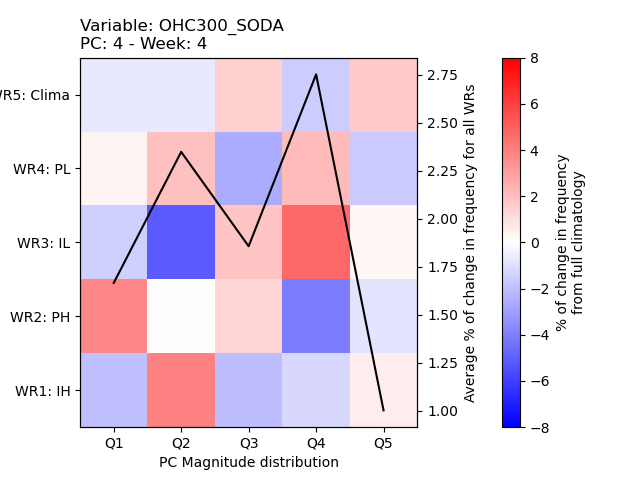 Variable: OHC300_SODA
PC: 4 - Week: 4
WR5: Clima
WR4: PL
WR3: IL
WR2: PH
WR1: IH
Q1 Q2 Q3 Q4 Q5
PC Magnitude distribution
2.75
2.50
2.25
2.00
1.75
1.50
1.25
1.00
Average % of change in frequency for all WRs
8
6
4
2
0
−2
−4
−6
−8
% of change in frequency
from full climatology